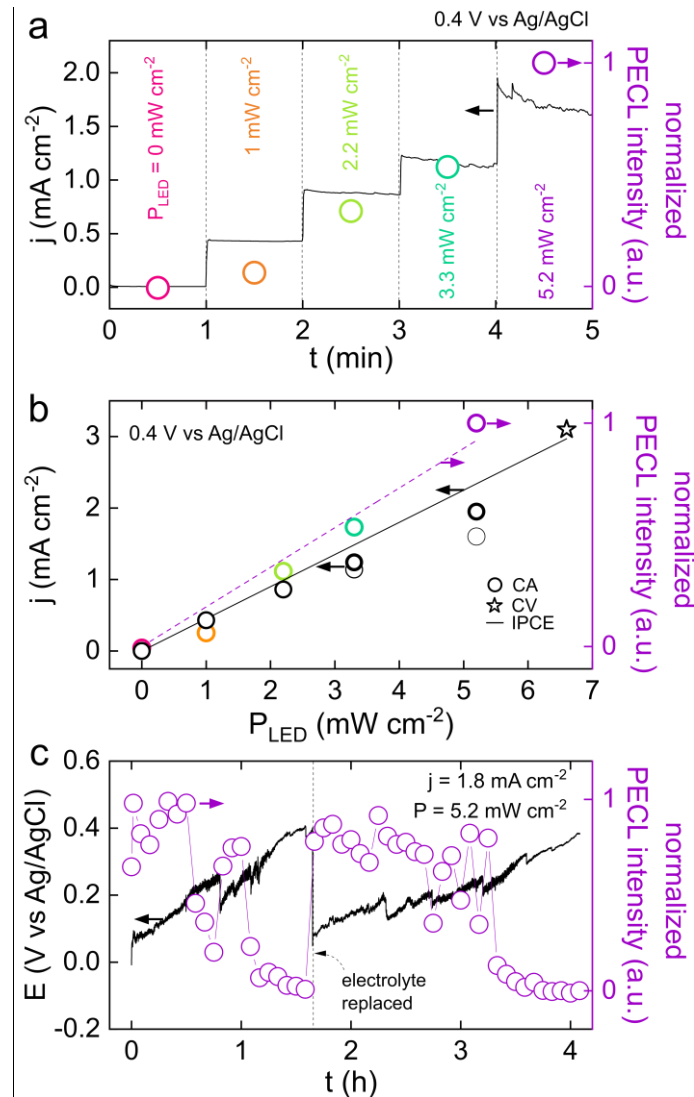 a
0.4 V vs Ag/AgCl
j (mA cm⁻²)
2.0
1.5
1.0
0.5
0.0
P_LED = 0 mW cm⁻²
1 mW cm⁻²
2.2 mW cm⁻²
3.3 mW cm⁻²
5.2 mW cm⁻²
1
0
normalized
PECL intensity (a.u.)
0 1 2 3 4 5
t (min)
b
0.4 V vs Ag/AgCl
j (mA cm⁻²)
3
2
1
0
CA
CV
IPCE
1
0
normalized
PECL intensity (a.u.)
0 1 2 3 4 5 6 7
P_LED (mW cm⁻²)
c
E (V vs Ag/AgCl)
0.6
0.4
0.2
0.0
-0.2
j = 1.8 mA cm⁻²
P = 5.2 mW cm⁻²
electrolyte
replaced
1
0
normalized
PECL intensity (a.u.)
0 1 2 3 4
t (h)